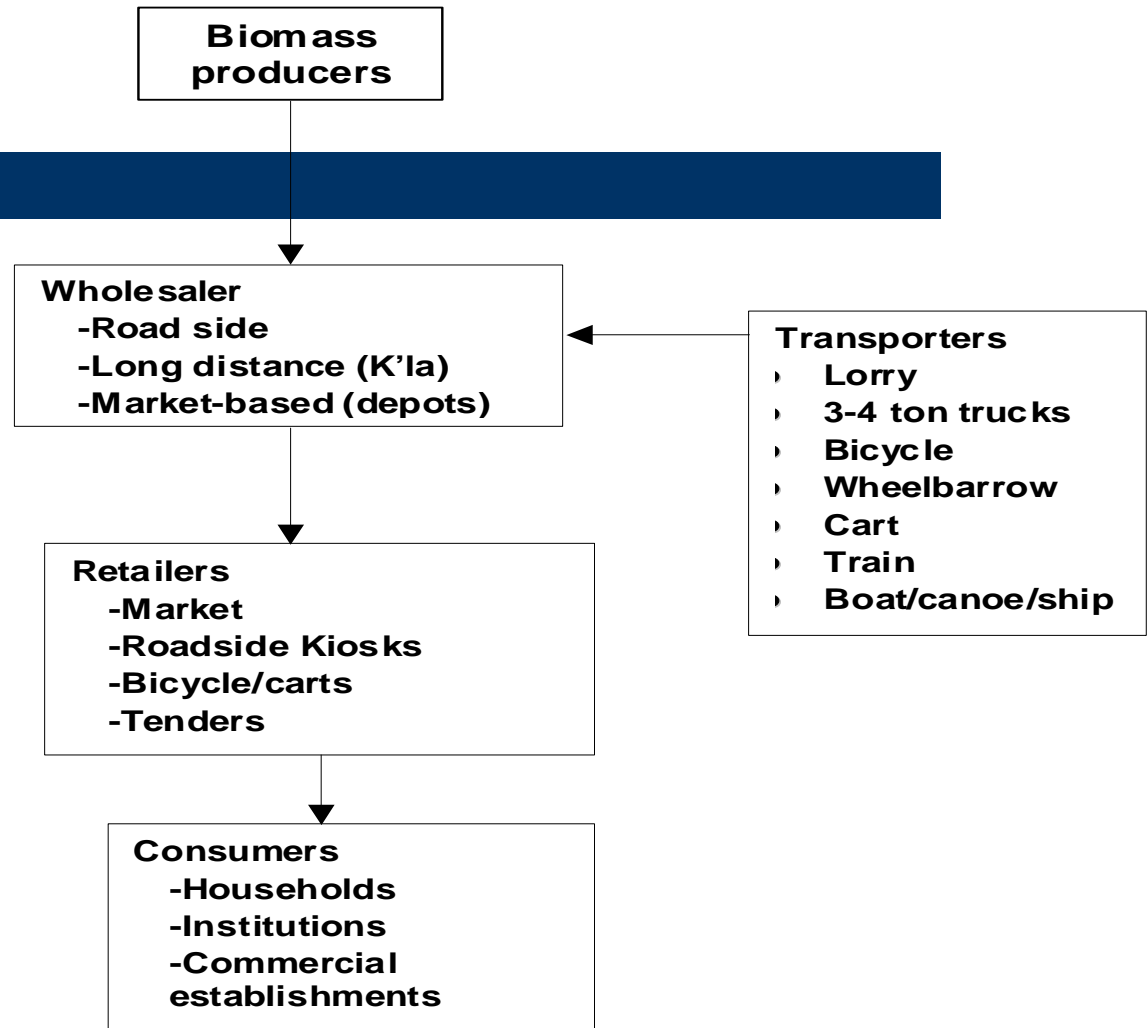 Biomass
producers
Wholesaler
-Road side
-Long distance (K’la)
-Market-based (depots)
Transporters
› Lorry
› 3-4 ton trucks
› Bicycle
› Wheelbarrow
› Cart
› Train
› Boat/canoe/ship
Retailers
-Market
-Roadside Kiosks
-Bicycle/carts
-Tenders
Consumers
-Households
-Institutions
-Commercial
establishments